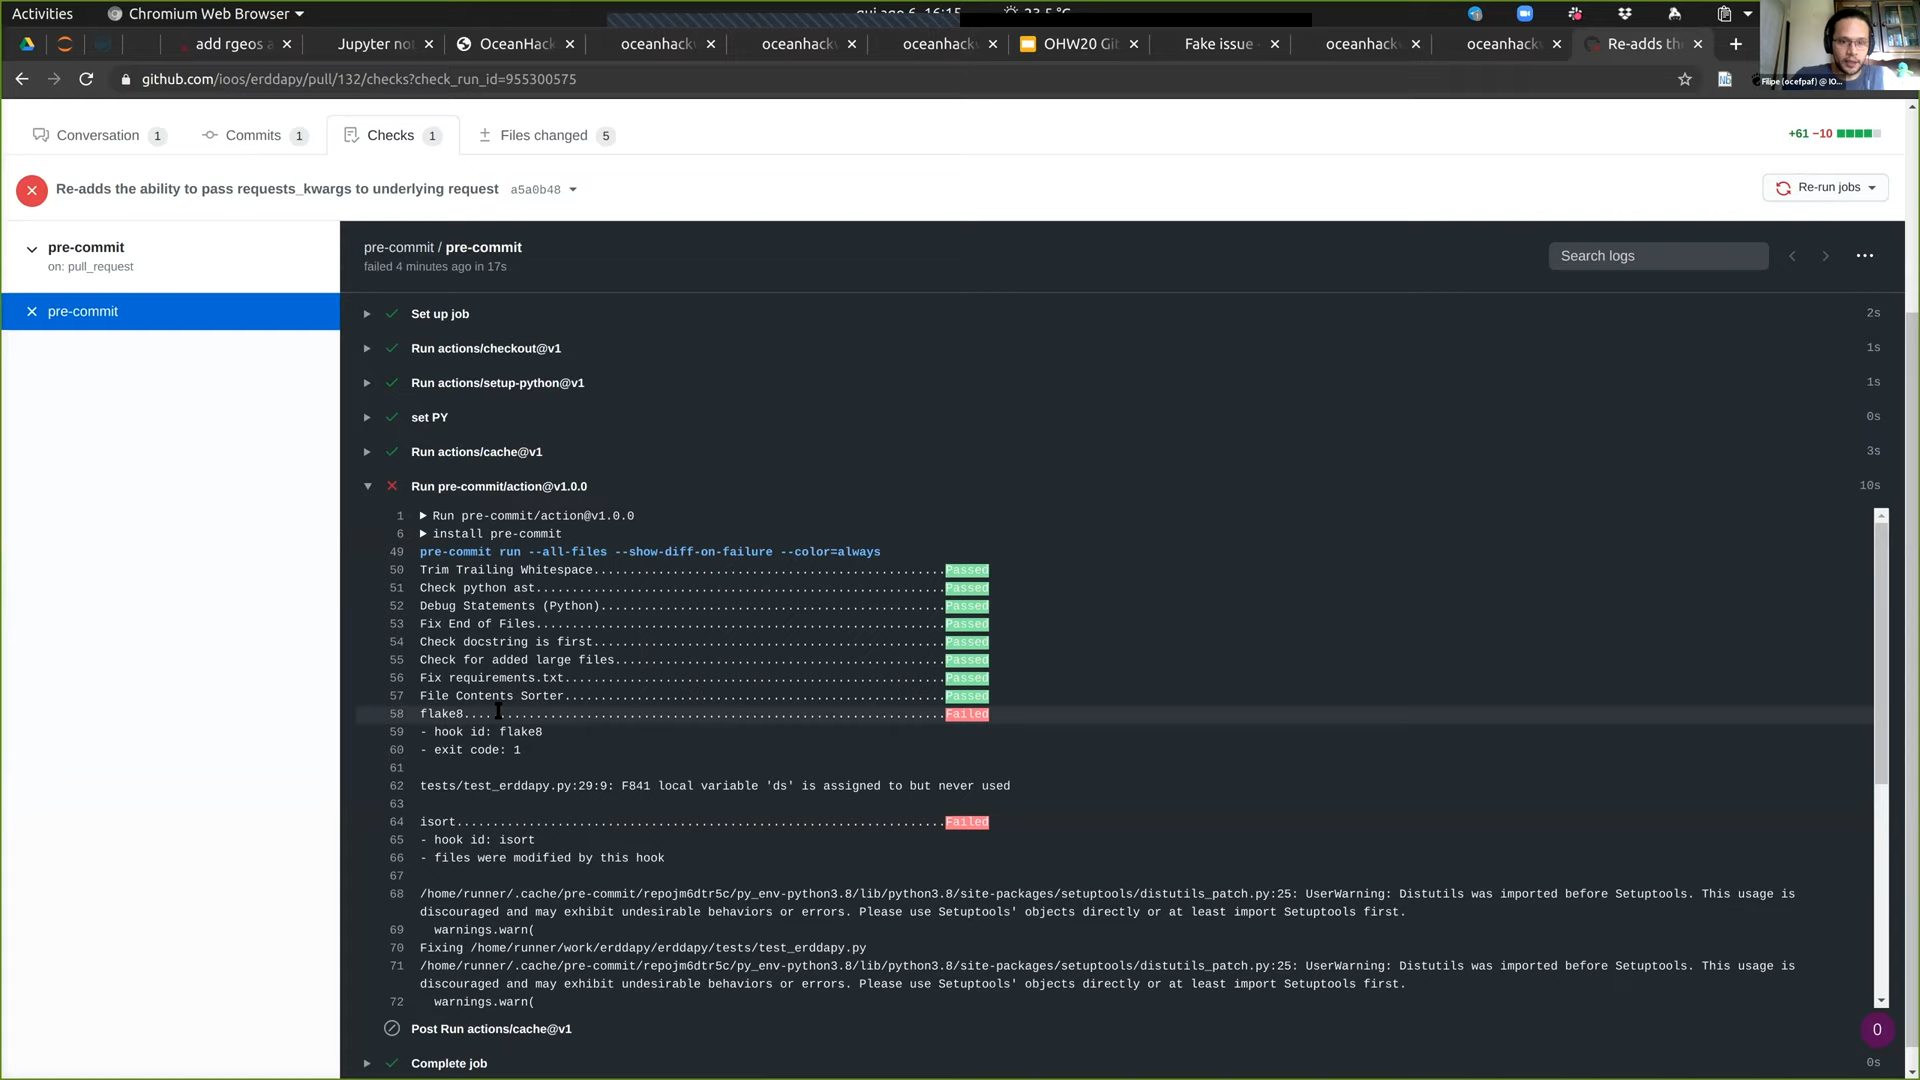 Activities
Chromium Web Browser
qui ago 6, 16:15
23.5 °C
add rgeos a
Jupyter not
OceanHack
oceanhack
oceanhack
oceanhack
OHW20 Git
Fake issue
oceanhack
oceanhack
Re-adds the
github.com/ioos/erddapy/pull/132/checks?check_run_id=955300575
Filipe (ocefpaf) @ IO...
Conversation 1
Commits 1
Checks 1
Files changed 5
+61 −10
Re-adds the ability to pass requests_kwargs to underlying request a5a0b48
Re-run jobs
pre-commit
on: pull_request
pre-commit
pre-commit / pre-commit
failed 4 minutes ago in 17s
Search logs
Set up job 2s
Run actions/checkout@v1 1s
Run actions/setup-python@v1 1s
set PY 0s
Run actions/cache@v1 3s
Run pre-commit/action@v1.0.0 10s
1 Run pre-commit/action@v1.0.0
6 install pre-commit
49 pre-commit run --all-files --show-diff-on-failure --color=always
50 Trim Trailing Whitespace.................................................Passed
51 Check python ast.........................................................Passed
52 Debug Statements (Python)................................................Passed
53 Fix End of Files.........................................................Passed
54 Check docstring is first.................................................Passed
55 Check for added large files..............................................Passed
56 Fix requirements.txt.....................................................Passed
57 File Contents Sorter.....................................................Passed
58 flake8...................................................................Failed
59 - hook id: flake8
60 - exit code: 1
61
62 tests/test_erddapy.py:29:9: F841 local variable 'ds' is assigned to but never used
63
64 isort....................................................................Failed
65 - hook id: isort
66 - files were modified by this hook
67
68 /home/runner/.cache/pre-commit/repojm6dtr5c/py_env-python3.8/lib/python3.8/site-packages/setuptools/distutils_patch.py:25: UserWarning: Distutils was imported before Setuptools. This usage is
discouraged and may exhibit undesirable behaviors or errors. Please use Setuptools' objects directly or at least import Setuptools first.
69 warnings.warn(
70 Fixing /home/runner/work/erddapy/erddapy/tests/test_erddapy.py
71 /home/runner/.cache/pre-commit/repojm6dtr5c/py_env-python3.8/lib/python3.8/site-packages/setuptools/distutils_patch.py:25: UserWarning: Distutils was imported before Setuptools. This usage is
discouraged and may exhibit undesirable behaviors or errors. Please use Setuptools' objects directly or at least import Setuptools first.
72 warnings.warn(
Post Run actions/cache@v1
0
Complete job 0s